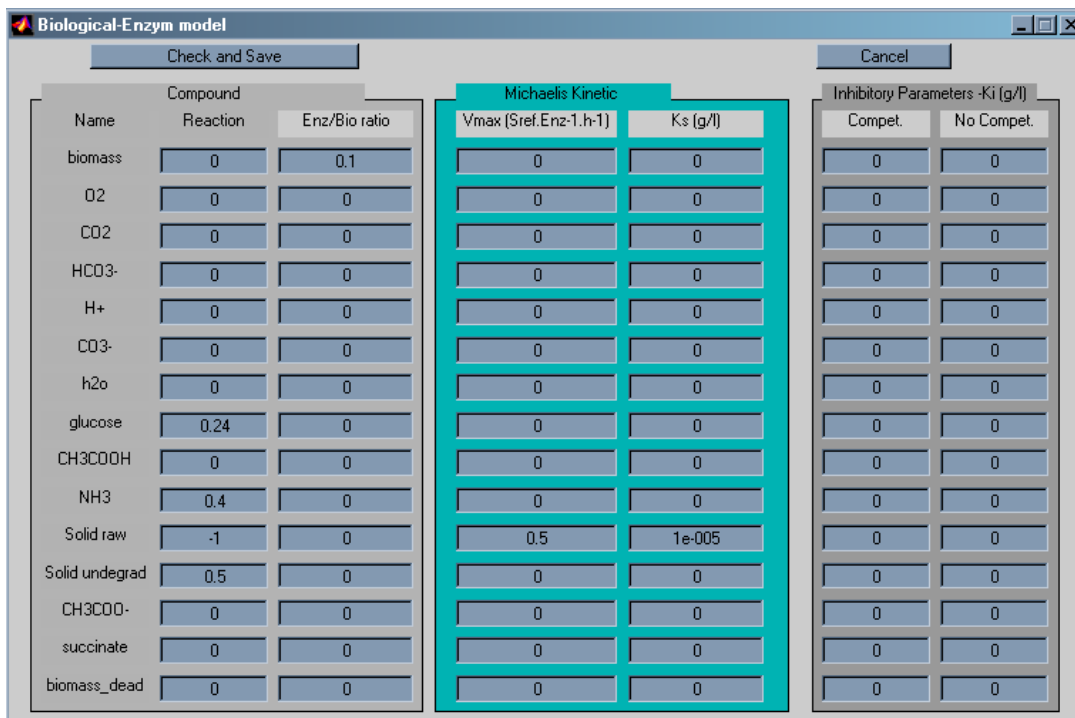 Biological-Enzym model
Check and Save Cancel
Compound Michaelis Kinetic Inhibitory Parameters -Ki (g/l)
Name Reaction Enz/Bio ratio Vmax (Sref.Enz-1.h-1) Ks (g/l) Compet. No Compet.
biomass 0 0.1 0 0 0 0
O2 0 0 0 0 0 0
CO2 0 0 0 0 0 0
HCO3- 0 0 0 0 0 0
H+ 0 0 0 0 0 0
CO3- 0 0 0 0 0 0
h2o 0 0 0 0 0 0
glucose 0.24 0 0 0 0 0
CH3COOH 0 0 0 0 0 0
NH3 0.4 0 0 0 0 0
Solid raw -1 0 0.5 1e-005 0 0
Solid undegrad 0.5 0 0 0 0 0
CH3COO- 0 0 0 0 0 0
succinate 0 0 0 0 0 0
biomass_dead 0 0 0 0 0 0